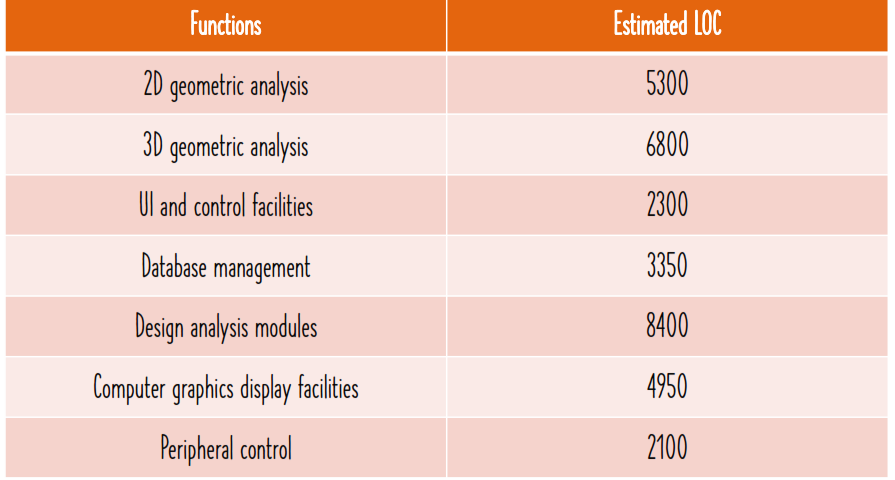 Functions Estimated LOC
2D geometric analysis 5300
3D geometric analysis 6800
UI and control facilities 2300
Database management 3350
Design analysis modules 8400
Computer graphics display facilities 4950
Peripheral control 2100